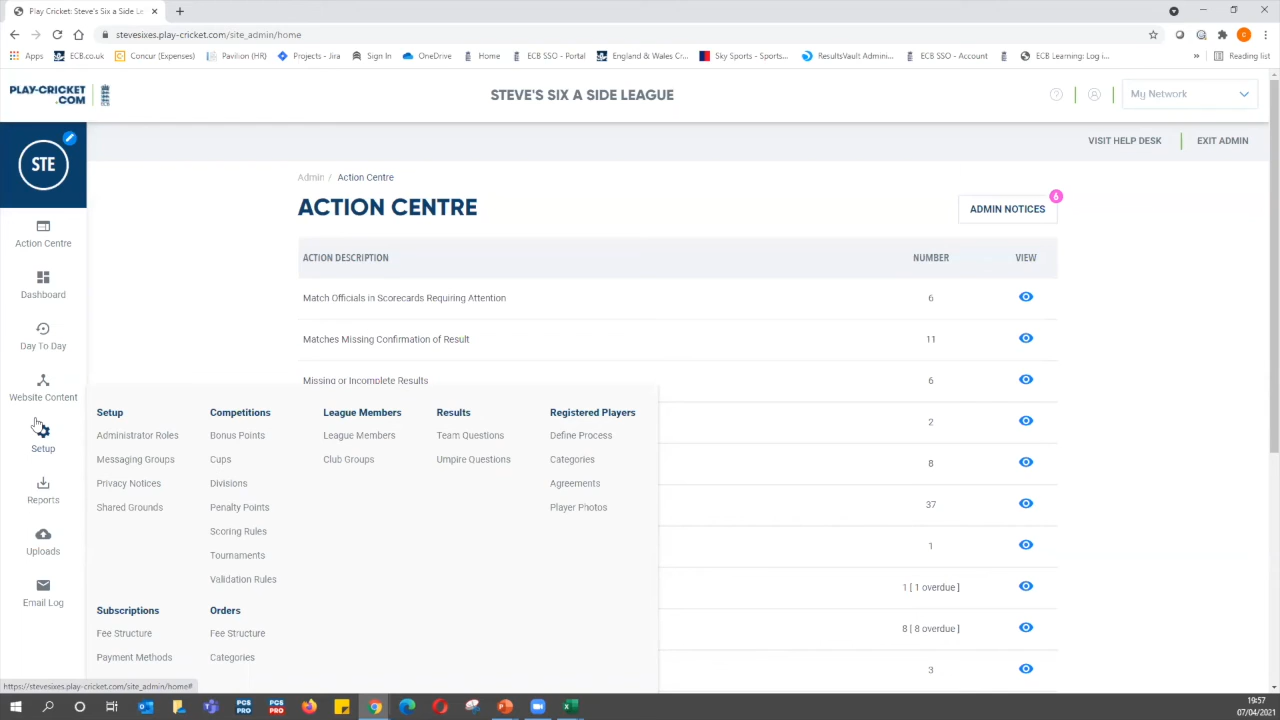 Play Cricket: Steve's Six a Side Le
stevesixes.play-cricket.com/site_admin/home
Apps
ECB.co.uk
Concur (Expenses)
Pavilion (HR)
Projects - Jira
Sign In
OneDrive
Home
ECB SSO - Portal
England & Wales Cr...
Sky Sports - Sports...
ResultsVault Admini...
ECB SSO - Account
ECB Learning: Log i...
»
Reading list
PLAY-CRICKET
.COM
STEVE'S SIX A SIDE LEAGUE
My Network
STE
VISIT HELP DESK
EXIT ADMIN
Admin / Action Centre
ACTION CENTRE
ADMIN NOTICES
6
ACTION DESCRIPTION NUMBER VIEW
Match Officials in Scorecards Requiring Attention 6
Matches Missing Confirmation of Result 11
Missing or Incomplete Results 6
2
8
37
1
1 [ 1 overdue ]
8 [ 8 overdue ]
3
Action Centre
Dashboard
Day To Day
Website Content
Setup
Reports
Uploads
Email Log
Setup
Administrator Roles
Messaging Groups
Privacy Notices
Shared Grounds
Competitions
Bonus Points
Cups
Divisions
Penalty Points
Scoring Rules
Tournaments
Validation Rules
League Members
League Members
Club Groups
Results
Team Questions
Umpire Questions
Registered Players
Define Process
Categories
Agreements
Player Photos
Subscriptions
Fee Structure
Payment Methods
Orders
Fee Structure
Categories
https://stevesixes.play-cricket.com/site_admin/home#
PCS PRO
PCS PRO
19:57
07/04/2021